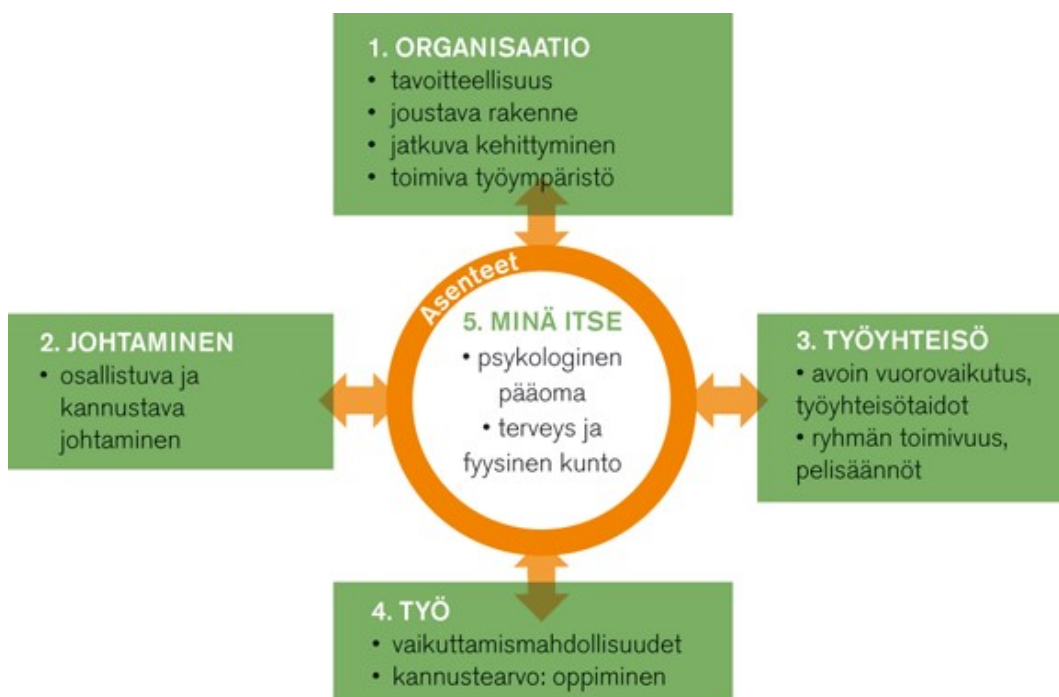 1. ORGANISAATIO
• tavoitteellisuus
• joustava rakenne
• jatkuva kehittyminen
• toimiva työympäristö
Asenteet
5. MINÄ ITSE
• psykologinen
pääoma
• terveys ja
fyysinen kunto
2. JOHTAMINEN
• osallistuva ja
kannustava
johtaminen
3. TYÖYHTEISÖ
• avoin vuorovaikutus,
työyhteisötaidot
• ryhmän toimivuus,
pelisäännöt
4. TYÖ
• vaikuttamismahdollisuudet
• kannustearvo: oppiminen